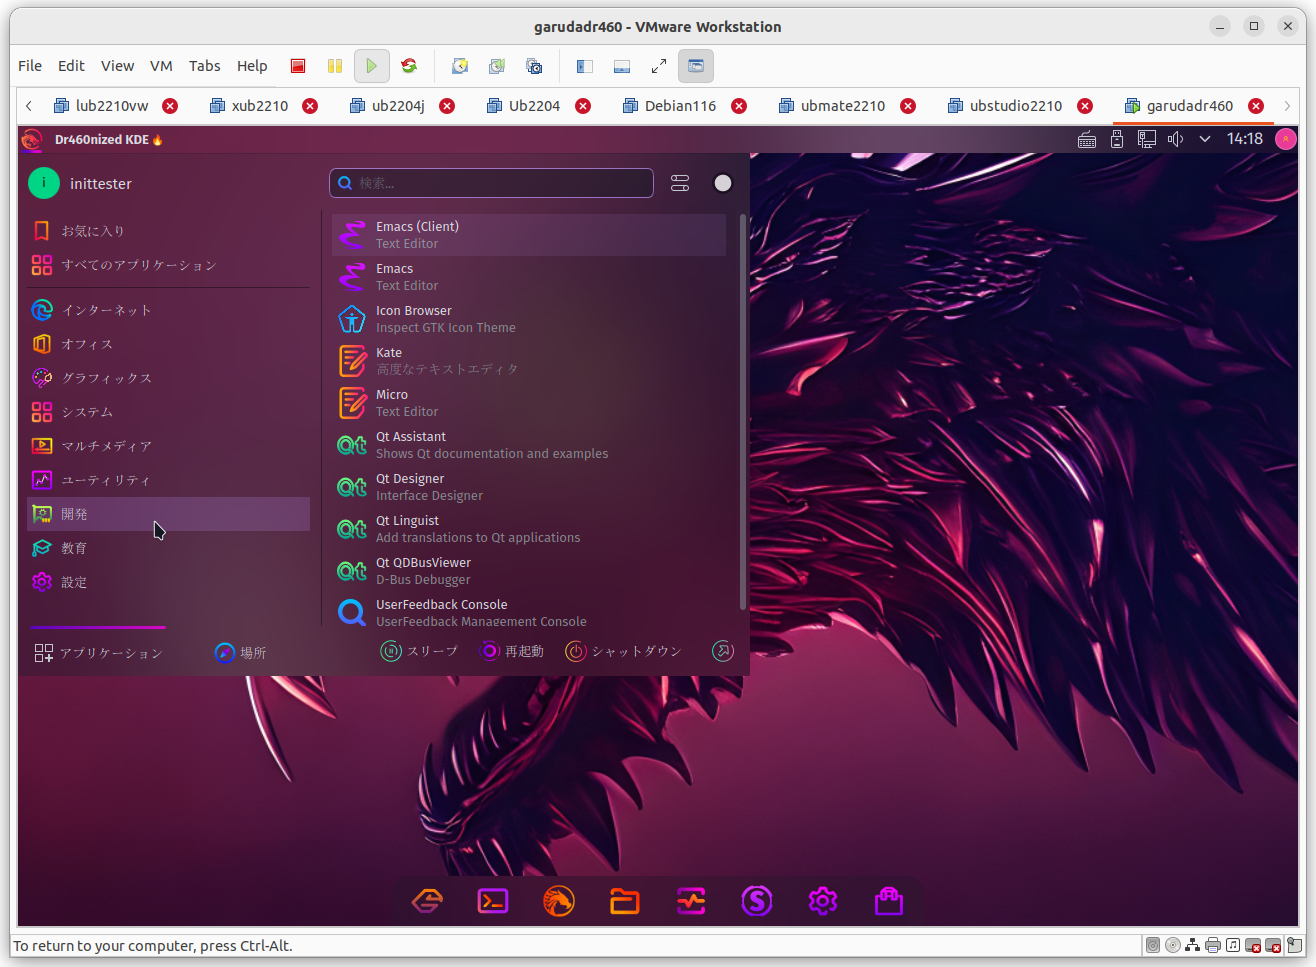 garudadr460 - VMware Workstation
File Edit View VM Tabs Help
lub2210vw xub2210 ub2204j Ub2204 Debian116 ubmate2210 ubstudio2210 garudadr460
Dr460nized KDE🔥
14:18
i inittester
検索...
お気に入り
すべてのアプリケーション
インターネット
オフィス
グラフィックス
システム
マルチメディア
ユーティリティ
開発
教育
設定
Emacs (Client)
Text Editor
Emacs
Text Editor
Icon Browser
Inspect GTK Icon Theme
Kate
高度なテキストエディタ
Micro
Text Editor
Qt Assistant
Shows Qt documentation and examples
Qt Designer
Interface Designer
Qt Linguist
Add translations to Qt applications
Qt QDBusViewer
D-Bus Debugger
UserFeedback Console
UserFeedback Management Console
アプリケーション 場所 スリープ 再起動 シャットダウン
To return to your computer, press Ctrl-Alt.